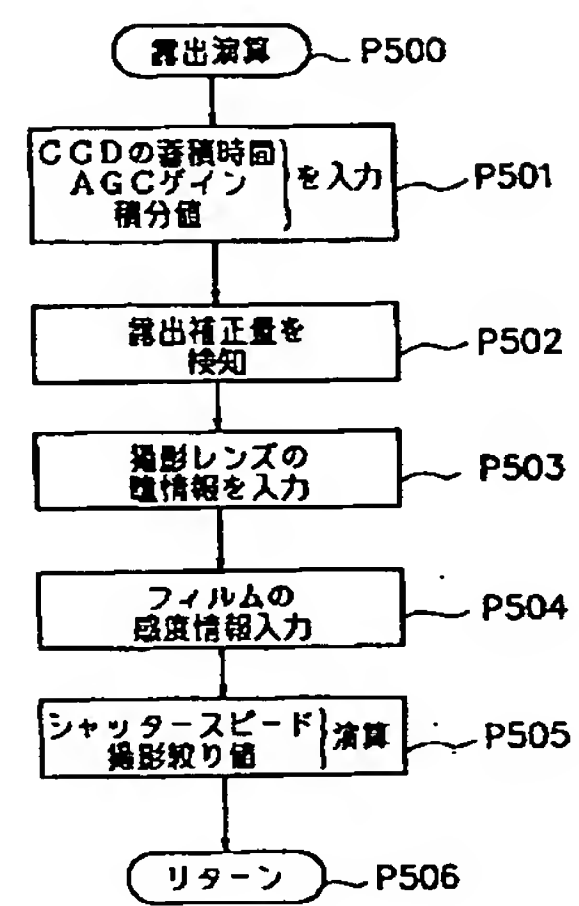 露出演算 P500
CCDの蓄積時間
AGCゲイン
積分値
を入力 P501
露出補正量を
検知 P502
撮影レンズの
情報を入力 P503
フィルムの
感度情報入力 P504
シャッタースピード
撮影絞り値
演算 P505
リターン P506